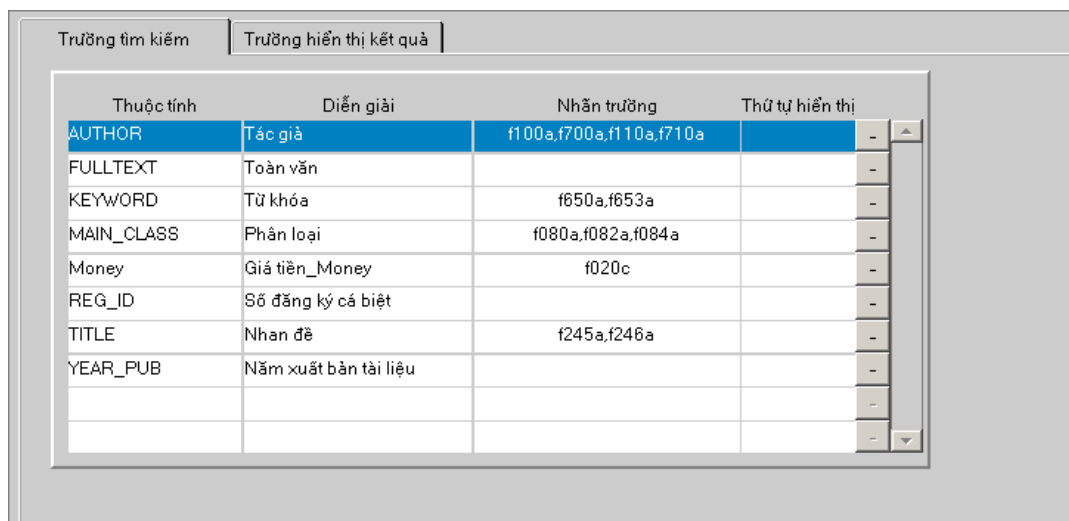 Trường tìm kiếm Trường hiển thị kết quả
Thuộc tính Diễn giải Nhãn trường Thứ tự hiển thị
AUTHOR Tác giả f100a,f700a,f110a,f710a -
FULLTEXT Toàn văn -
KEYWORD Từ khóa f650a,f653a -
MAIN_CLASS Phân loại f080a,f082a,f084a -
Money Giá tiền_Money f020c -
REG_ID Số đăng ký cá biệt -
TITLE Nhan đề f245a,f246a -
YEAR_PUB Năm xuất bản tài liệu -
-
-